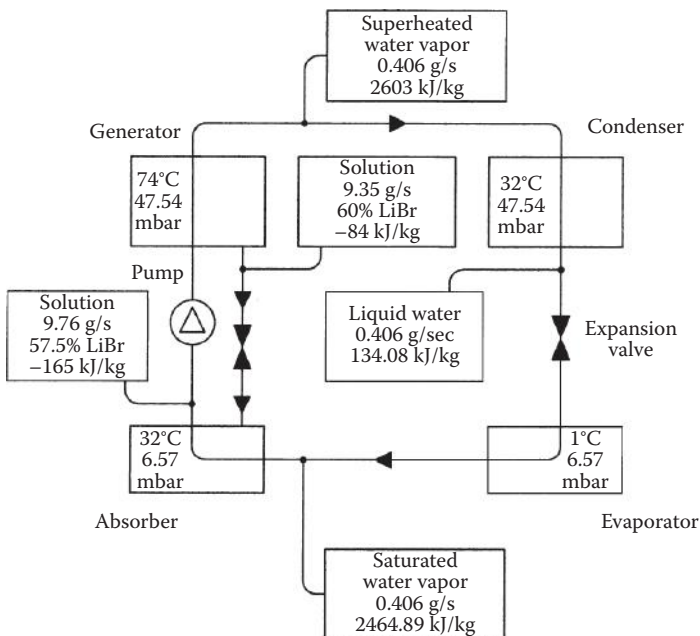 Superheated
water vapor
0.406 g/s
2603 kJ/kg
Generator
Condenser
74°C
47.54
mbar
Solution
9.35 g/s
60% LiBr
–84 kJ/kg
32°C
47.54
mbar
Pump
Solution
9.76 g/s
57.5% LiBr
–165 kJ/kg
Liquid water
0.406 g/sec
134.08 kJ/kg
Expansion
valve
32°C
6.57
mbar
1°C
6.57
mbar
Absorber
Evaporator
Saturated
water vapor
0.406 g/s
2464.89 kJ/kg